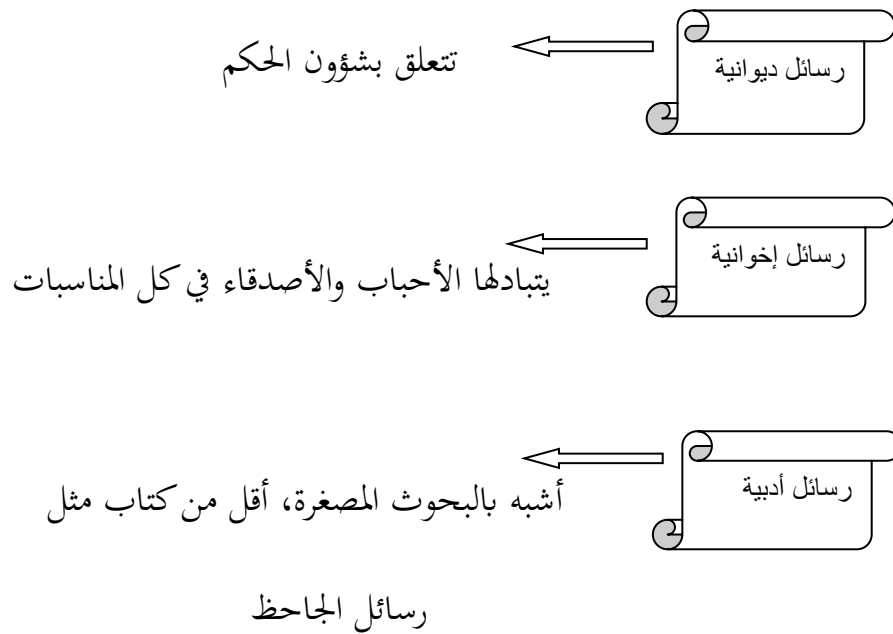 رسائل ديوانية
تتعلق بشؤون الحكم
رسائل إخوانية
يتبادلها الأحباب والأصدقاء في كل المناسبات
رسائل أدبية
أشبه بالبحوث المصغرة، أقل من كتاب مثل
رسائل الجاحظ